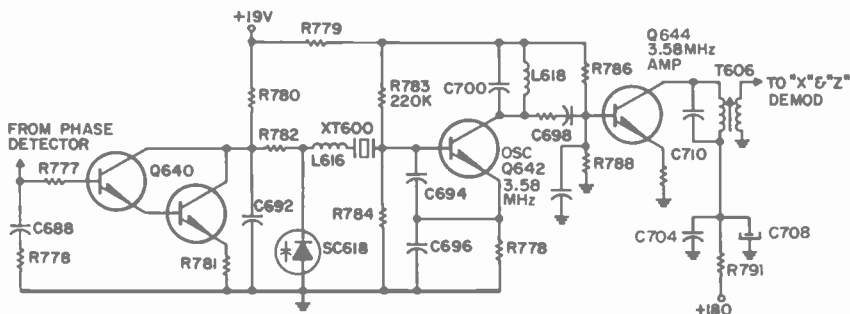 +19V
R779
Q644
3.58MHz
AMP
T606
TO "X" & "Z"
DEMOD
R780
R783
220K
C700
L618
R786
FROM PHASE
DETECTOR
R777
Q640
R782
XT600
L616
C698
OSC
Q642
3.58
MHz
R788
C710
C688
R778
C692
C694
R784
C696
R778
SC618
R781
C704
C708
R791
+180